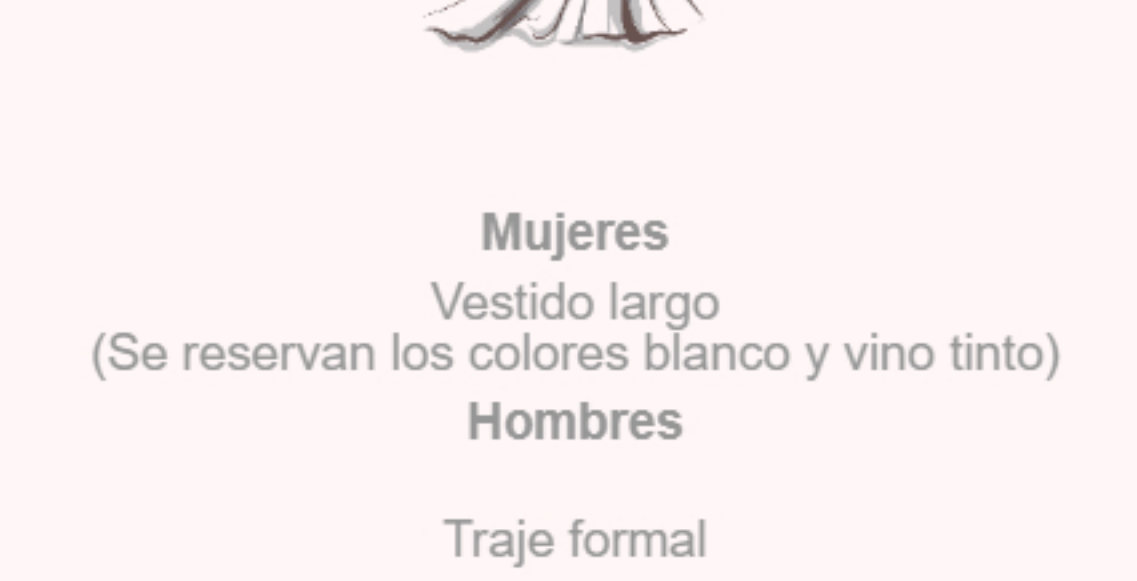 Mujeres
Vestido largo
(Se reservan los colores blanco y vino tinto)
Hombres
Traje formal